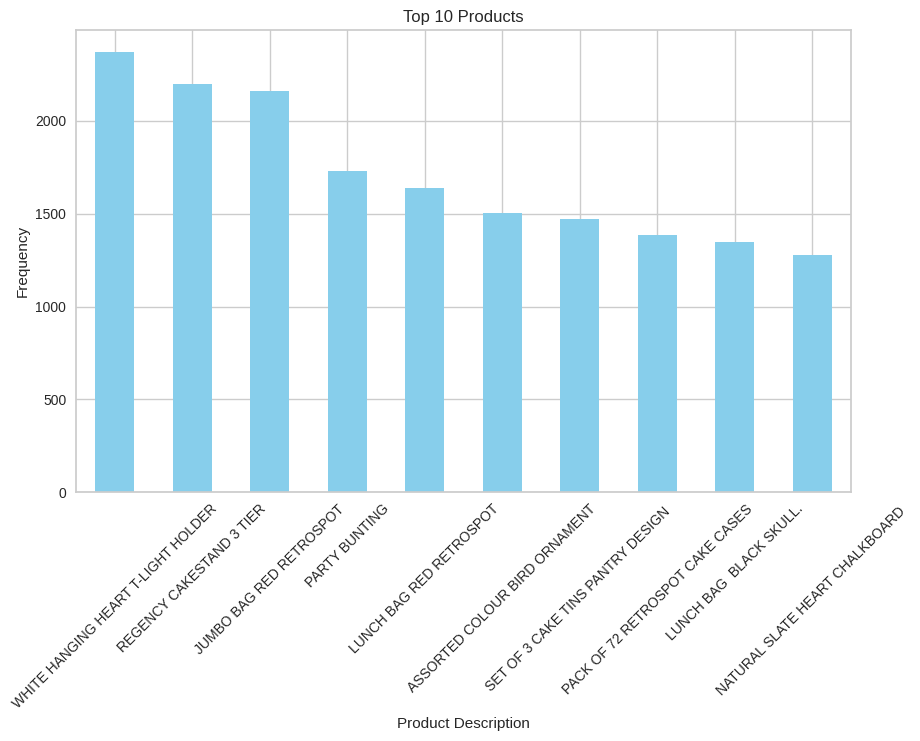 Top 10 Products
Frequency
2000
1500
1000
500
0
WHITE HANGING HEART T-LIGHT HOLDER
REGENCY CAKESTAND 3 TIER
JUMBO BAG RED RETROSPOT
PARTY BUNTING
LUNCH BAG RED RETROSPOT
ASSORTED COLOUR BIRD ORNAMENT
SET OF 3 CAKE TINS PANTRY DESIGN
PACK OF 72 RETROSPOT CAKE CASES
LUNCH BAG  BLACK SKULL.
NATURAL SLATE HEART CHALKBOARD
Product Description